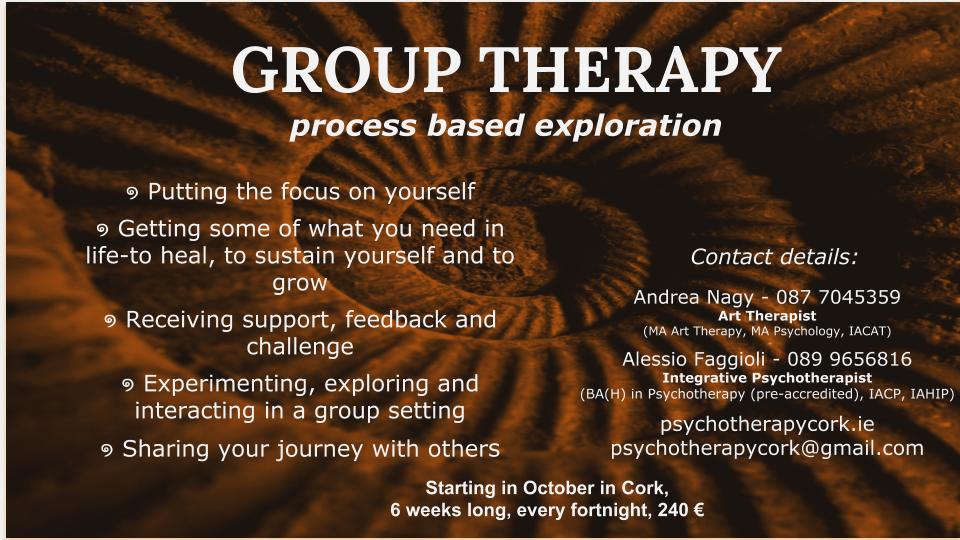 GROUP THERAPY
process based exploration
Putting the focus on yourself
Getting some of what you need in
life-to heal, to sustain yourself and to
grow
Receiving support, feedback and
challenge
Experimenting, exploring and
interacting in a group setting
Sharing your journey with others
Contact details:
Andrea Nagy - 087 7045359
Art Therapist
(MA Art Therapy, MA Psychology, IACAT)
Alessio Faggioli - 089 9656816
Integrative Psychotherapist
(BA(H) in Psychotherapy (pre-accredited), IACP, IAHIP)
psychotherapycork.ie
psychotherapycork@gmail.com
Starting in October in Cork,
6 weeks long, every fortnight, 240 €